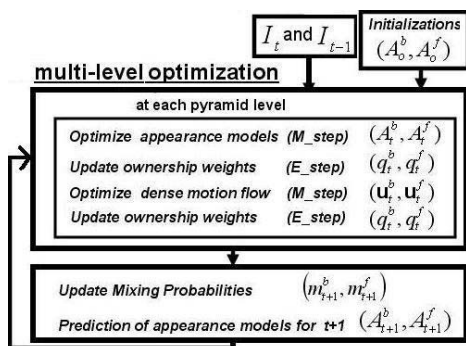 I_t and I_{t-1}
Initializations
(A_o^b, A_o^f)
multi-level optimization
at each pyramid level
Optimize appearance models (M_step) (A_t^b, A_t^f)
Update ownership weights (E_step) (q_t^b, q_t^f)
Optimize dense motion flow (M_step) (u_t^b, u_t^f)
Update ownership weights (E_step) (q_t^b, q_t^f)
Update Mixing Probabilities (m_{t+1}^b, m_{t+1}^f)
Prediction of appearance models for t+1 (A_{t+1}^b, A_{t+1}^f)